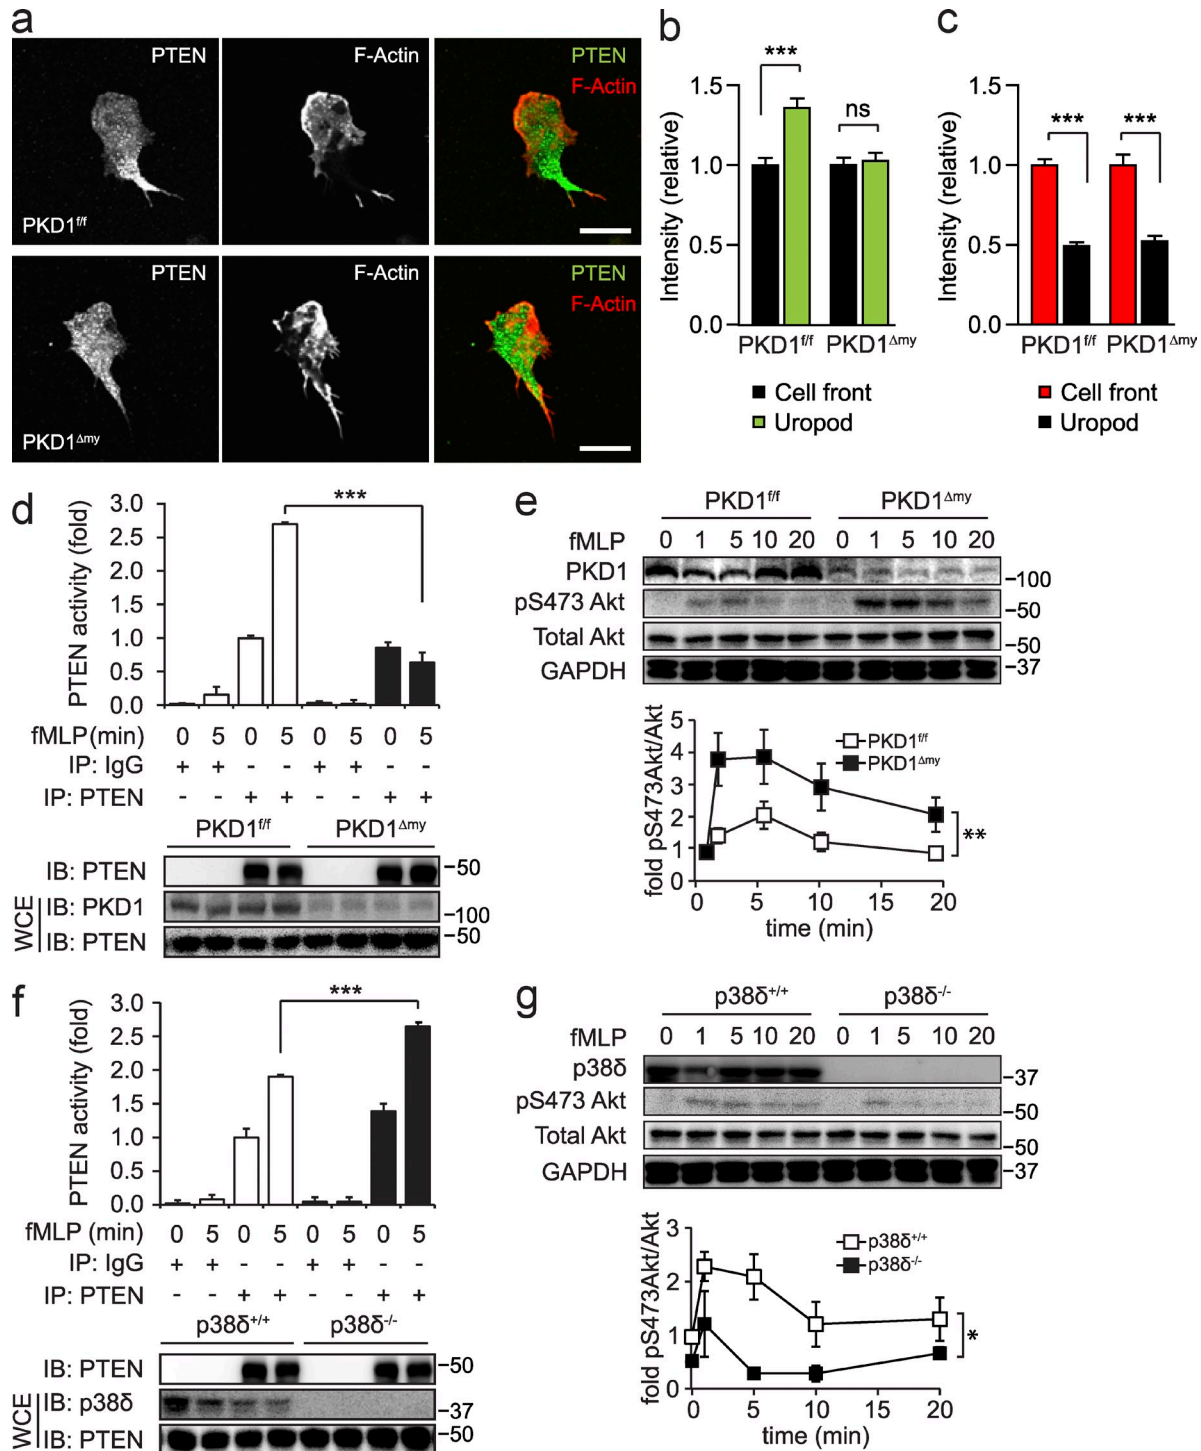 a
PTEN
F-Actin
PTEN
F-Actin
PKD1f/f
PTEN
F-Actin
PTEN
F-Actin
PKD1Δmy
b
***
ns
1.5
1.0
0.5
0.0
Intensity (relative)
PKD1f/f PKD1Δmy
Cell front
Uropod
c
*** ***
1.5
1.0
0.5
0.0
Intensity (relative)
PKD1f/f PKD1Δmy
Cell front
Uropod
d
***
3.0
2.5
2.0
1.5
1.0
0.5
0.0
PTEN activity (fold)
fMLP(min) 0 5 0 5 0 5 0 5
IP: IgG + + - - + + - -
IP: PTEN - - + + - - + +
PKD1f/f PKD1Δmy
IB: PTEN –50
WCE
IB: PKD1 –100
IB: PTEN –50
e
PKD1f/f PKD1Δmy
fMLP 0 1 5 10 20 0 1 5 10 20
PKD1 –100
pS473 Akt –50
Total Akt –50
GAPDH –37
5
4
3
2
1
0
fold pS473Akt/Akt
PKD1f/f
PKD1Δmy
**
0 5 10 15 20
time (min)
f
***
3.0
2.5
2.0
1.5
1.0
0.5
0.0
PTEN activity (fold)
fMLP (min) 0 5 0 5 0 5 0 5
IP: IgG + + - - + + - -
IP: PTEN - - + + - - + +
p38δ+/+ p38δ-/-
IB: PTEN –50
WCE
IB: p38δ –37
IB: PTEN –50
g
p38δ+/+ p38δ-/-
fMLP 0 1 5 10 20 0 1 5 10 20
p38δ –37
pS473 Akt –50
Total Akt –50
GAPDH –37
3
2
1
0
fold pS473Akt/Akt
p38δ+/+
p38δ-/-
*
0 5 10 15 20
time (min)